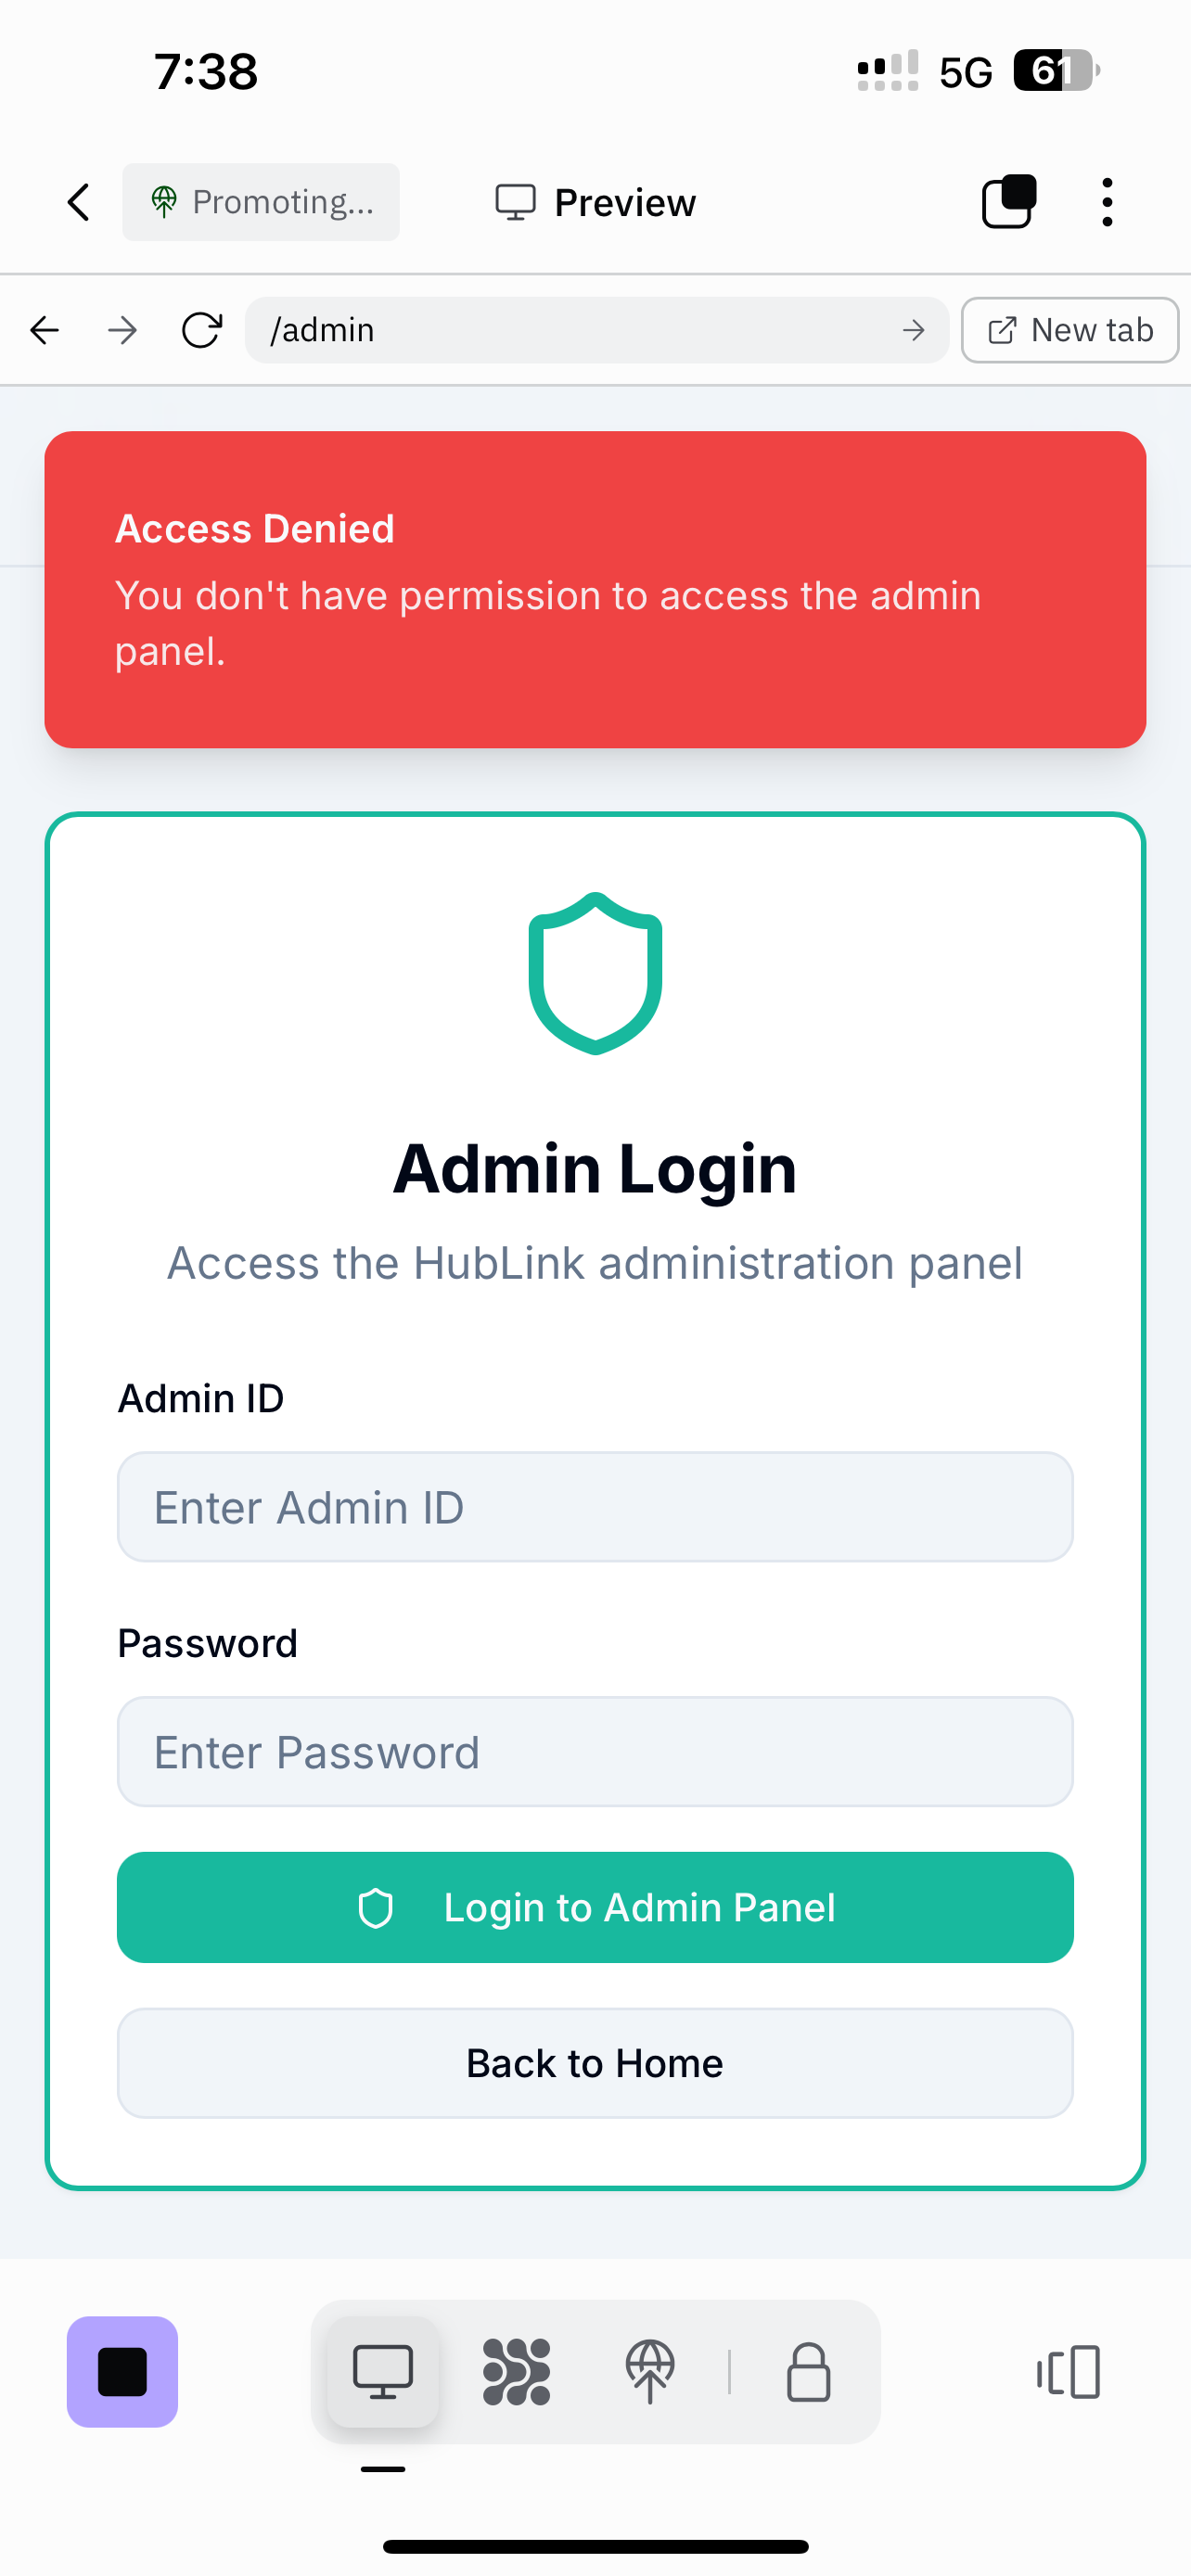 7:38
5G
61
Promoting...
Preview
/admin
New tab
Access Denied
You don't have permission to access the admin
panel.
Admin Login
Access the HubLink administration panel
Admin ID
Enter Admin ID
Password
Enter Password
Login to Admin Panel
Back to Home